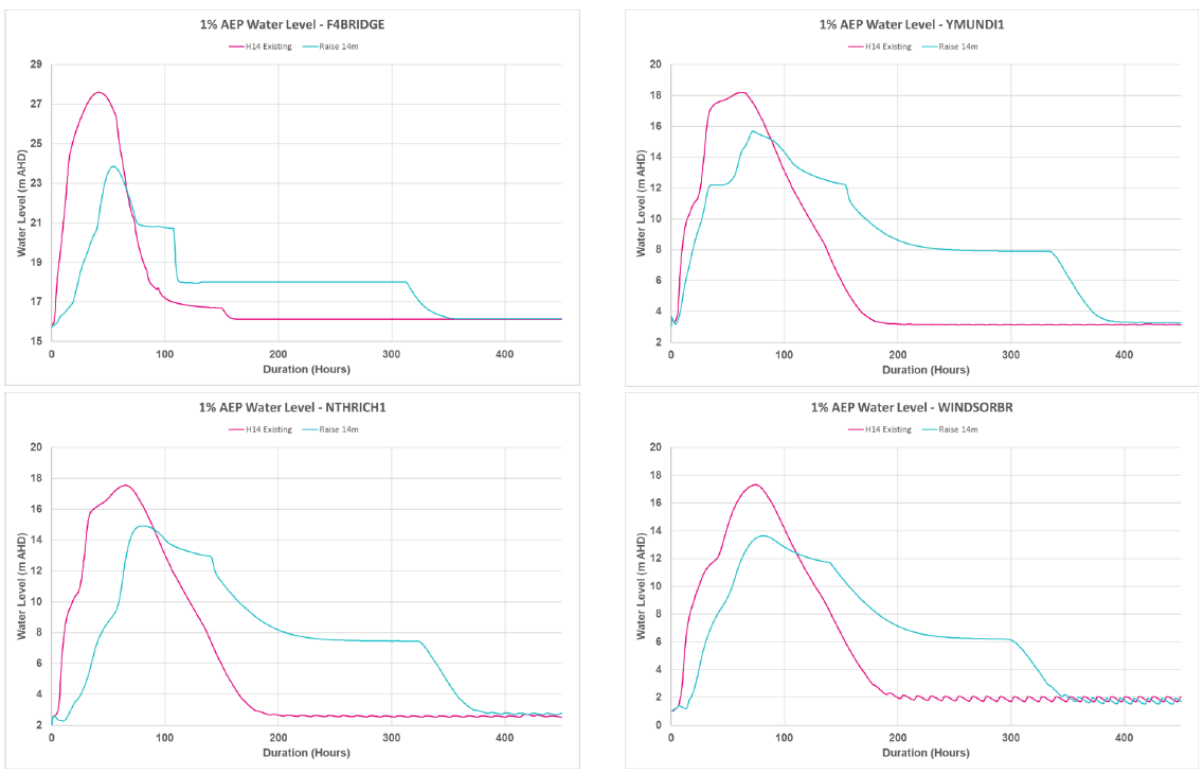 1% AEP Water Level - F4BRIDGE
H14 Existing Raise 14m
Water Level (m AHD)
29
27
25
23
21
19
17
15
0 100 200 300 400
Duration (Hours)
1% AEP Water Level - YMUNDI1
H14 Existing Raise 14m
Water Level (m AHD)
20
18
16
14
12
10
8
6
4
2
0 100 200 300 400
Duration (Hours)
1% AEP Water Level - NTHRICH1
H14 Existing Raise 14m
Water Level (m AHD)
20
18
16
14
12
10
8
6
4
2
0 100 200 300 400
Duration (Hours)
1% AEP Water Level - WINDSORBR
H14 Existing Raise 14m
Water Level (m AHD)
20
18
16
14
12
10
8
6
4
2
0
0 100 200 300 400
Duration (Hours)